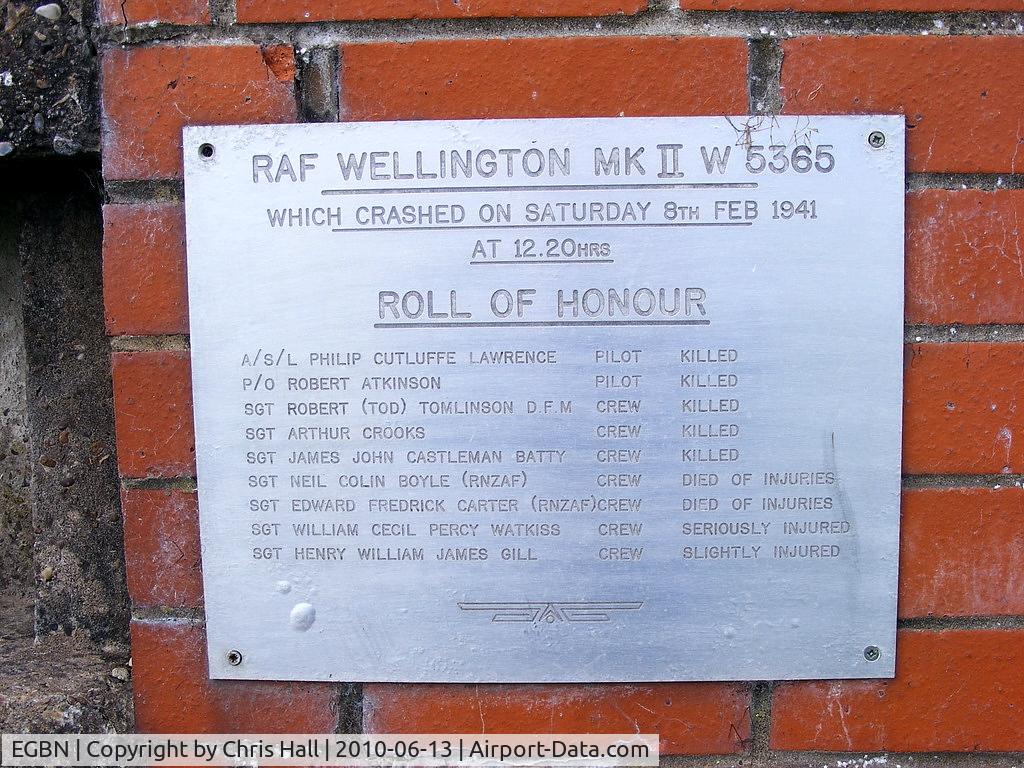 RAF WELLINGTON MK II W 5365
WHICH CRASHED ON SATURDAY 8TH FEB 1941
AT 12.20HRS
ROLL OF HONOUR
A/S/L PHILIP CUTLUFFE LAWRENCE PILOT KILLED
P/O ROBERT ATKINSON PILOT KILLED
SGT ROBERT (TOD) TOMLINSON D.F.M CREW KILLED
SGT ARTHUR CROOKS CREW KILLED
SGT JAMES JOHN CASTLEMAN BATTY CREW KILLED
SGT NEIL COLIN BOYLE (RNZAF) CREW DIED OF INJURIES
SGT EDWARD FREDRICK CARTER (RNZAF) CREW DIED OF INJURIES
SGT WILLIAM CECIL PERCY WATKISS CREW SERIOUSLY INJURED
SGT HENRY WILLIAM JAMES GILL CREW SLIGHTLY INJURED
EGBN | Copyright by Chris Hall | 2010-06-13 | Airport-Data.com